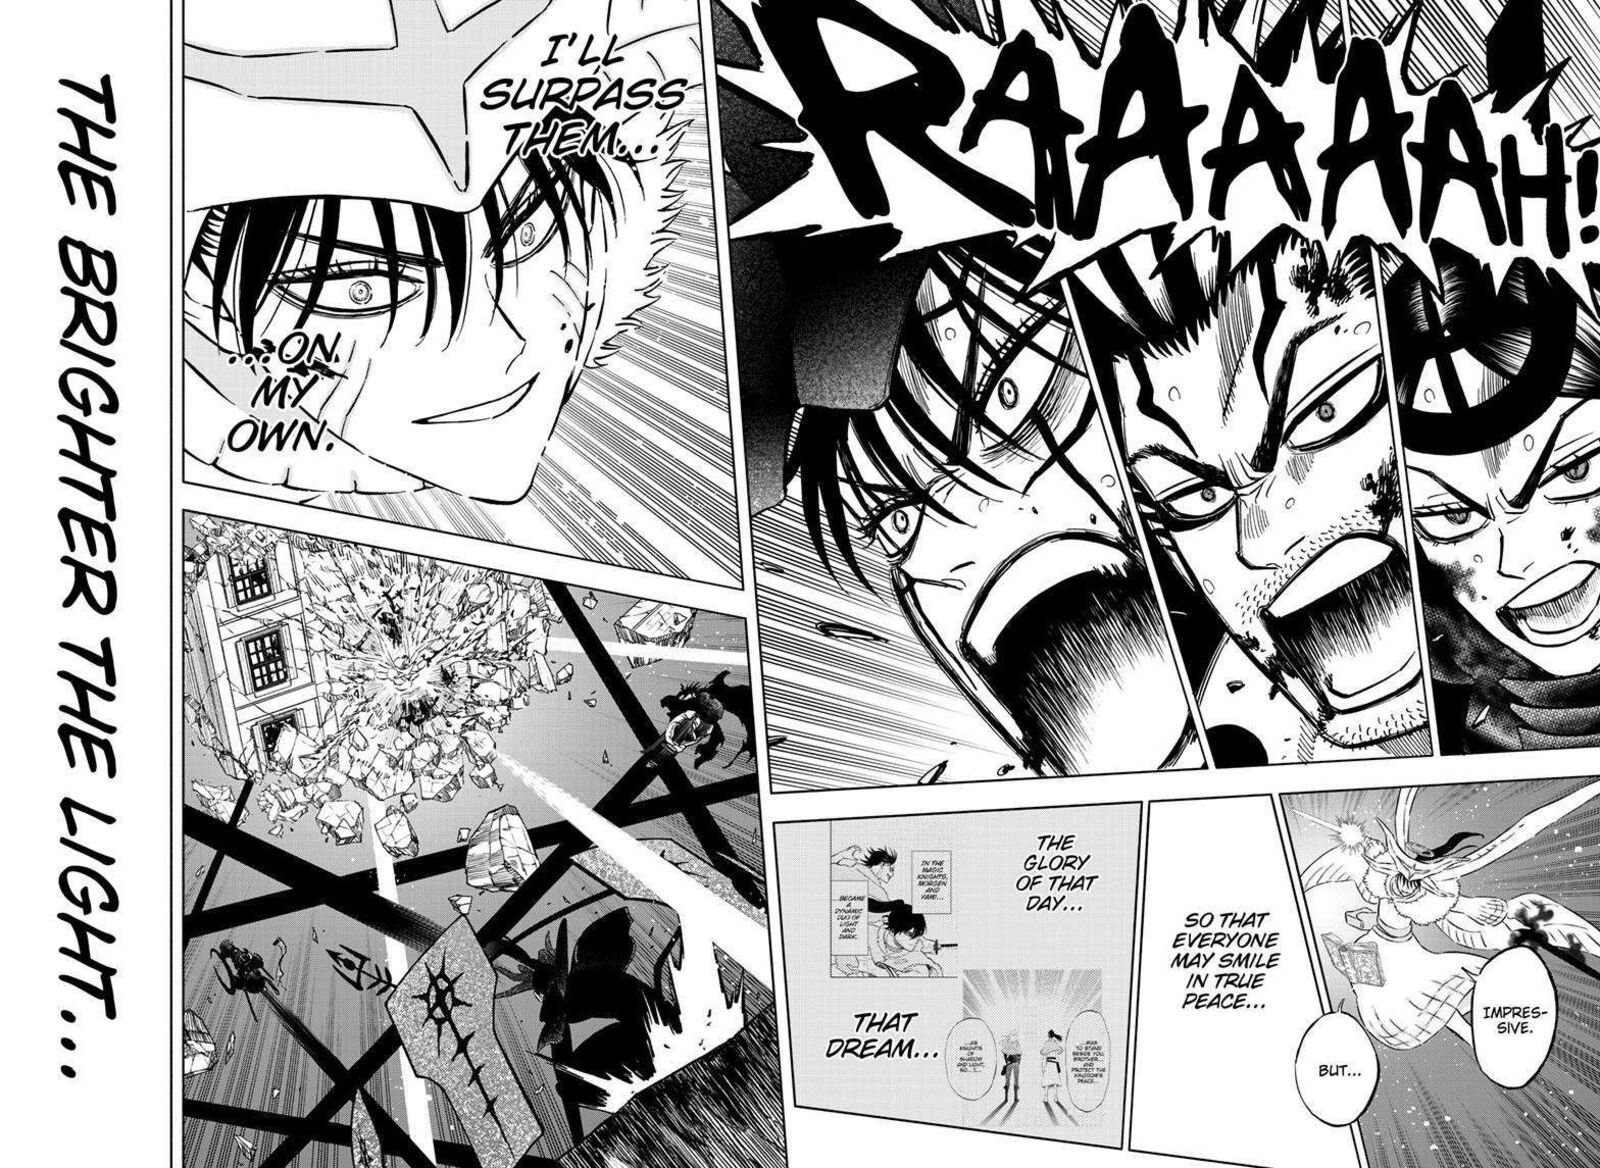 RAAAAAH!
IMPRES-
SIVE.
BUT...
SO THAT
EVERYONE
MAY SMILE
IN TRUE
PEACE...
THE
GLORY
OF THAT
DAY...
IN THE
MAGIC
KNIGHTS,
MORGEN
AND
YAMI...
BECAME
A
DYNAMIC
DUO OF
LIGHT
AND
DARK.
...WAS
TO STAND
BESIDE YOU,
BROTHER...
AND
PROTECT THE
KINGDOM'S
PEACE...
...AS
KNIGHTS
OF
SHADOW
AND LIGHT,
SO... I...
THAT
DREAM...
I'LL
SURPASS
THEM...
...ON
MY
OWN.
THE BRIGHTER THE LIGHT...